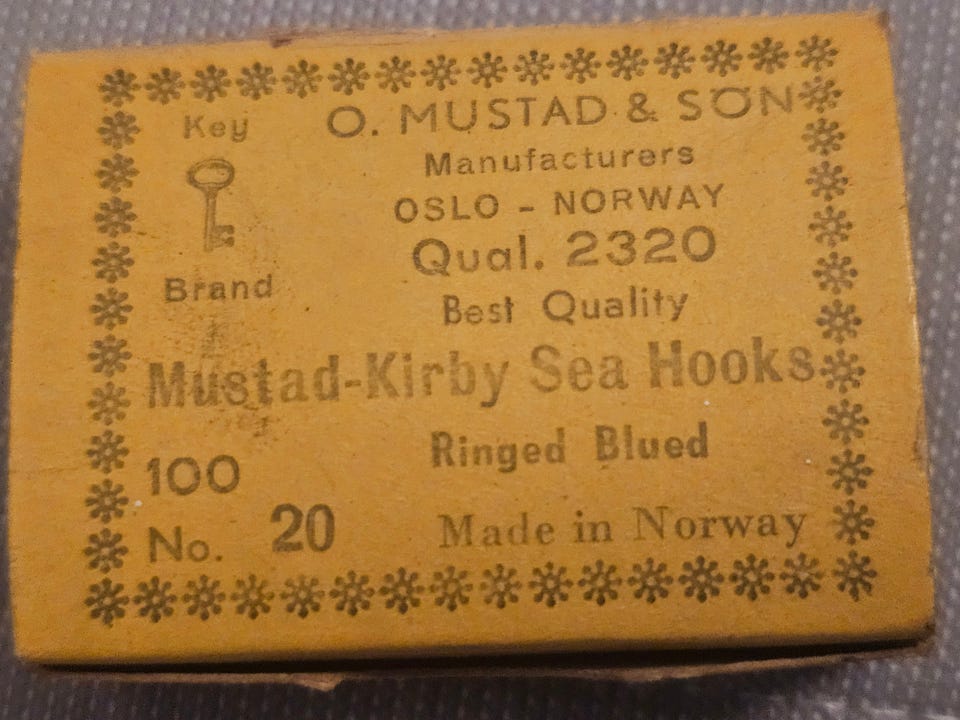 Key
Brand
O. MUSTAD & SÖN
Manufacturers
OSLO - NORWAY
Qual. 2320
Best Quality
Mustad-Kirby Sea Hooks
Ringed Blued
100
No. 20
Made in Norway